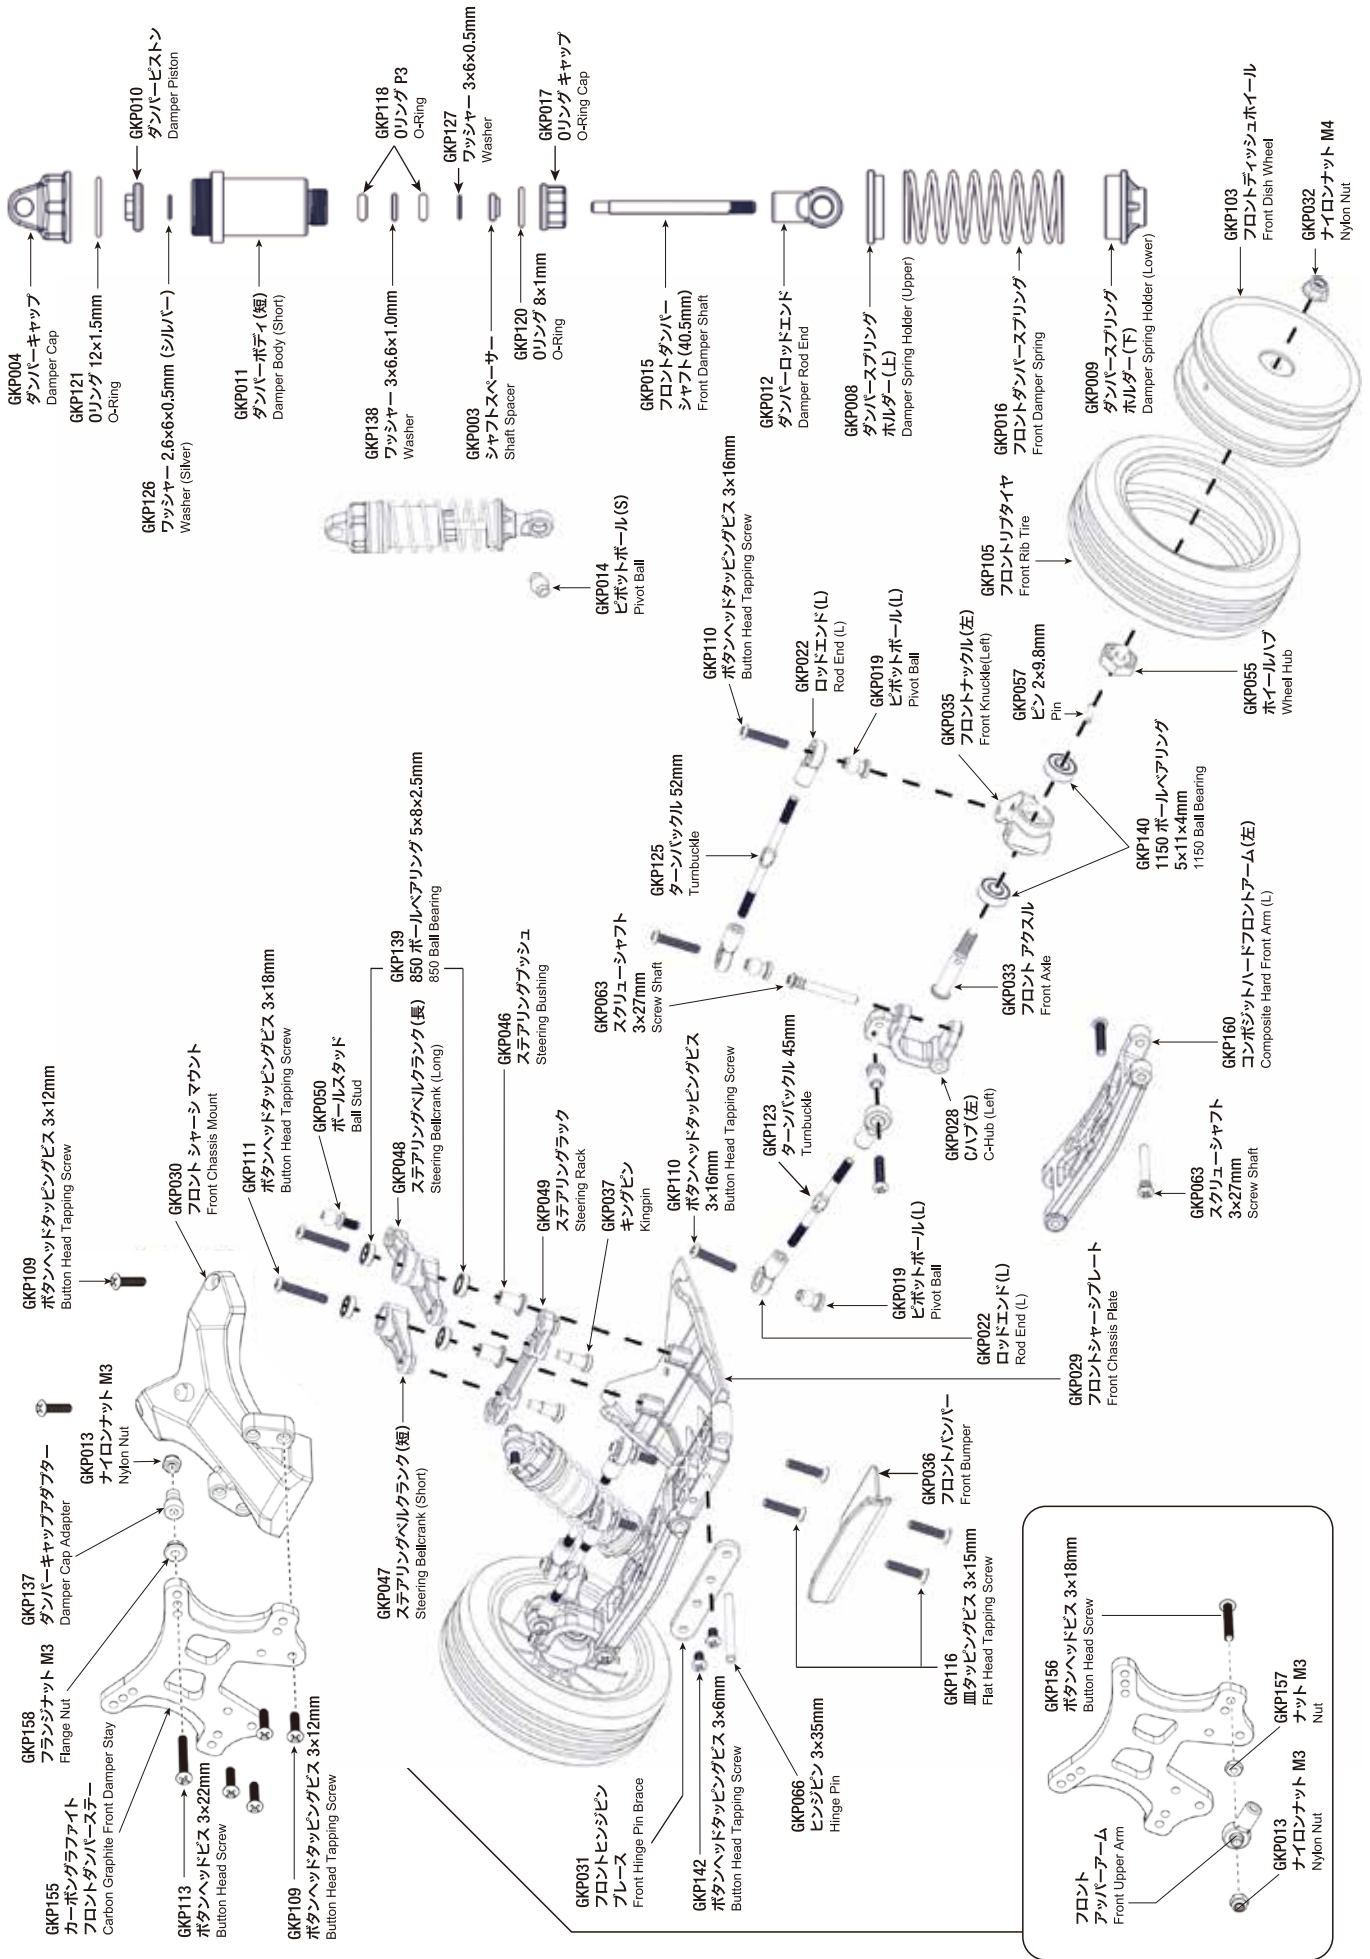 GKP004
ダンパーキャップ
Damper Cap
GKP121
Oリング 12×1.5mm
O-Ring
GKP010
ダンパーピストン
Damper Piston
GKP126
ワッシャー 2.6×6×0.5mm (シルバー)
Washer (Silver)
GKP011
ダンパーボディ(短)
Damper Body (Short)
GKP118
Oリング P3
O-Ring
GKP138
ワッシャー 3×6.6×1.0mm
Washer
GKP127
ワッシャー 3×6×0.5mm
Washer
GKP003
シャフトスペーサー
Shaft Spacer
GKP120
Oリング 8×1mm
O-Ring
GKP017
Oリング キャップ
O-Ring Cap
GKP015
フロントダンパー
シャフト(40.5mm)
Front Damper Shaft
GKP012
ダンパーロッドエンド
Damper Rod End
GKP008
ダンパースプリング
ホルダー(上)
Damper Spring Holder (Upper)
GKP016
フロントダンパースプリング
Front Damper Spring
GKP009
ダンパースプリング
ホルダー(下)
Damper Spring Holder (Lower)
GKP103
フロントディッシュホイール
Front Dish Wheel
GKP032
ナイロンナット M4
Nylon Nut
GKP014
ピボットボール(S)
Pivot Ball
GKP110
ボタンヘッドタッピングビス 3×16mm
Button Head Tapping Screw
GKP022
ロッドエンド(L)
Rod End (L)
GKP019
ピボットボール(L)
Pivot Ball
GKP035
フロントナックル(左)
Front Knuckle(Left)
GKP105
フロントリブタイヤ
Front Rib Tire
GKP057
ピン 2×9.8mm
Pin
GKP055
ホイールハブ
Wheel Hub
GKP125
ターンバックル 52mm
Turnbuckle
GKP140
1150 ボールベアリング
5×11×4mm
1150 Ball Bearing
GKP063
スクリューシャフト
3×27mm
Screw Shaft
GKP033
フロント アクスル
Front Axle
GKP160
コンポジットハードフロントアーム(左)
Composite Hard Front Arm (L)
GKP109
ボタンヘッドタッピングビス 3×12mm
Button Head Tapping Screw
GKP030
フロント シャーシ マウント
Front Chassis Mount
GKP111
ボタンヘッドタッピングビス 3×18mm
Button Head Tapping Screw
GKP050
ボールスタッド
Ball Stud
GKP048
ステアリングベルクランク(長)
Steering Bellcrank (Long)
GKP139
850 ボールベアリング 5×8×2.5mm
850 Ball Bearing
GKP046
ステアリングブッシュ
Steering Bushing
GKP049
ステアリングラック
Steering Rack
GKP037
キングピン
Kingpin
GKP110
ボタンヘッドタッピングビス
3×16mm
Button Head Tapping Screw
GKP123
ターンバックル 45mm
Turnbuckle
GKP028
Cハブ(左)
C-Hub (Left)
GKP063
スクリューシャフト
3×27mm
Screw Shaft
GKP019
ピボットボール(L)
Pivot Ball
GKP022
ロッドエンド(L)
Rod End (L)
GKP029
フロントシャーシプレート
Front Chassis Plate
GKP013
ナイロンナット M3
Nylon Nut
GKP137
ダンパーキャップアダプター
Damper Cap Adapter
GKP158
フランジナット M3
Flange Nut
GKP155
カーボングラファイト
フロントダンパーステー
Carbon Graphite Front Damper Stay
GKP113
ボタンヘッドビス 3×22mm
Button Head Screw
GKP109
ボタンヘッドタッピングビス 3×12mm
Button Head Tapping Screw
GKP047
ステアリングベルクランク(短)
Steering Bellcrank (Short)
GKP036
フロントバンパー
Front Bumper
GKP116
皿タッピングビス 3×15mm
Flat Head Tapping Screw
GKP066
ヒンジピン 3×35mm
Hinge Pin
GKP142
ボタンヘッドタッピングビス 3×6mm
Button Head Tapping Screw
GKP031
フロントヒンジピン
ブレース
Front Hinge Pin Brace
GKP156
ボタンヘッドビス 3×18mm
Button Head Screw
GKP157
ナット M3
Nut
GKP013
ナイロンナット M3
Nylon Nut
フロント
アッパーアーム
Front Upper Arm